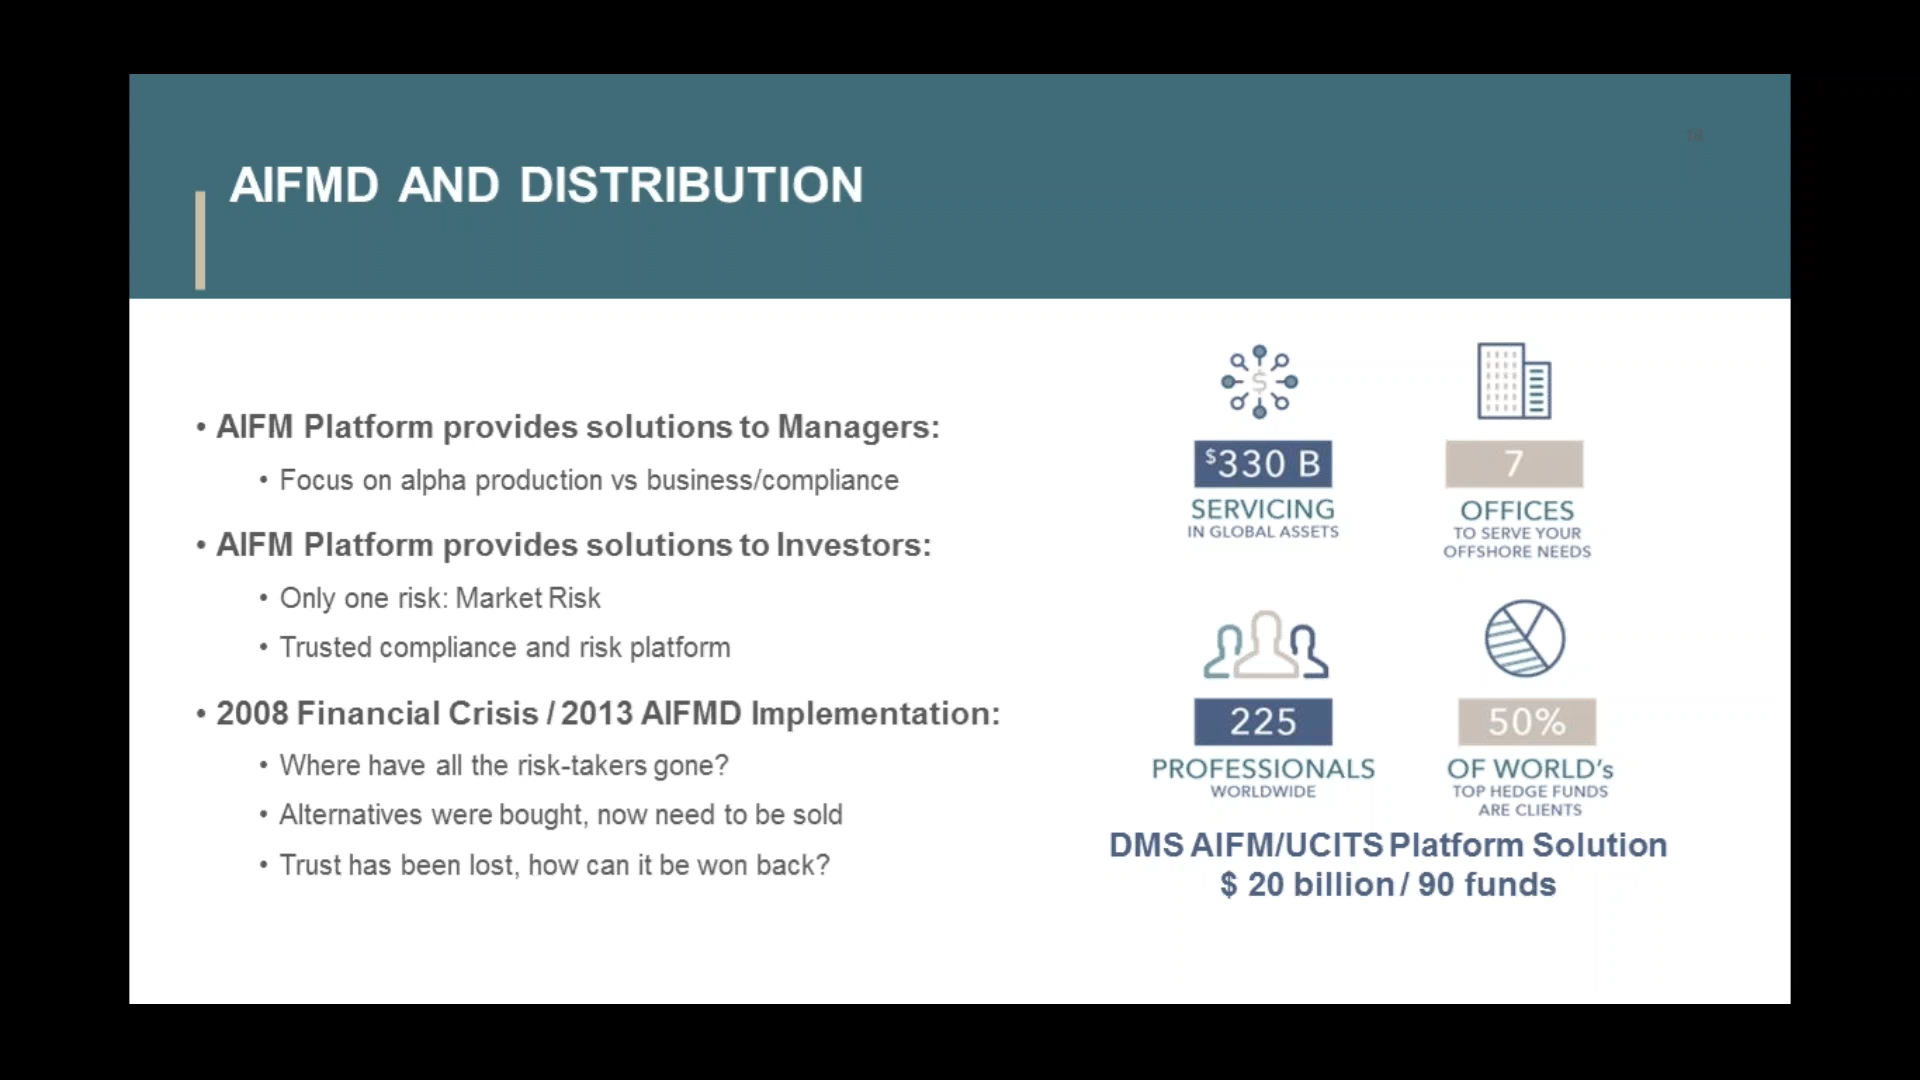 AIFMD AND DISTRIBUTION
• AIFM Platform provides solutions to Managers:
• Focus on alpha production vs business/compliance
• AIFM Platform provides solutions to Investors:
• Only one risk: Market Risk
• Trusted compliance and risk platform
• 2008 Financial Crisis / 2013 AIFMD Implementation:
• Where have all the risk-takers gone?
• Alternatives were bought, now need to be sold
• Trust has been lost, how can it be won back?
$
$330 B
SERVICING
IN GLOBAL ASSETS
7
OFFICES
TO SERVE YOUR
OFFSHORE NEEDS
225
PROFESSIONALS
WORLDWIDE
50%
OF WORLD's
TOP HEDGE FUNDS
ARE CLIENTS
DMS AIFM/UCITS Platform Solution
$ 20 billion / 90 funds